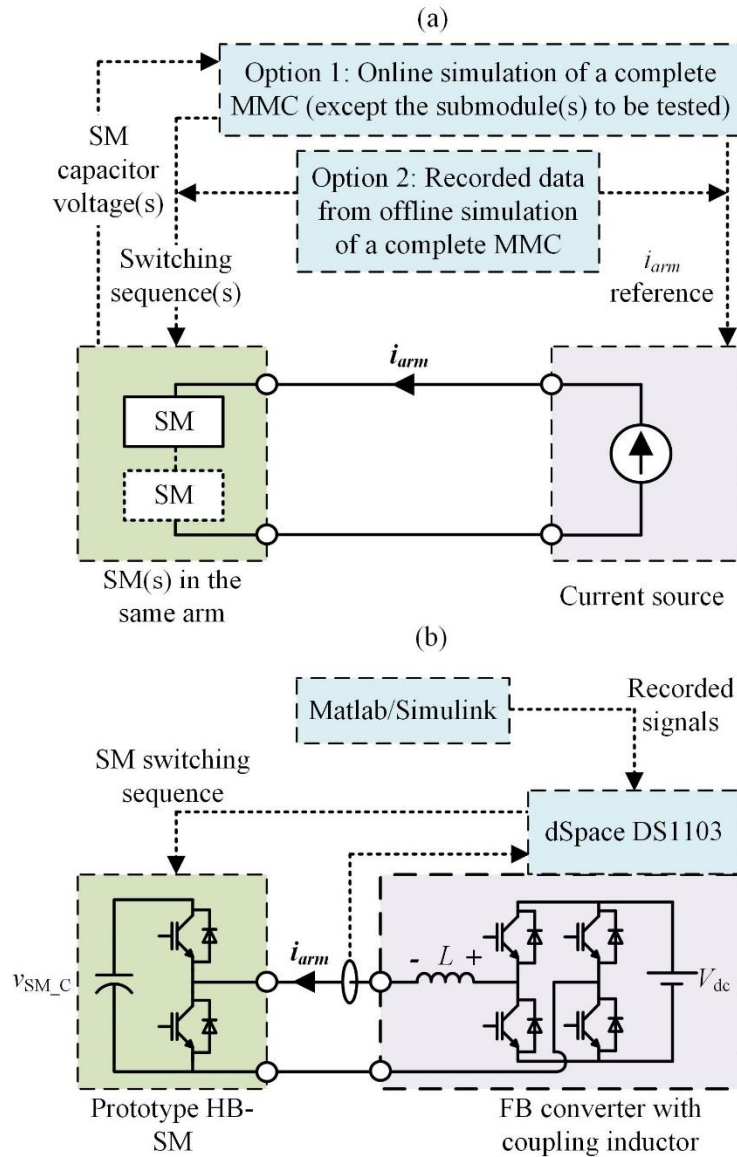 (a)
Option 1: Online simulation of a complete
MMC (except the submodule(s) to be tested)
SM
capacitor
voltage(s)
Option 2: Recorded data
from offline simulation
of a complete MMC
Switching
sequence(s)
i_arm
reference
i_arm
SM
SM
SM(s) in the
same arm
Current source
(b)
Matlab/Simulink
Recorded
signals
SM switching
sequence
dSpace DS1103
i_arm
- L +
v_SM_C
V_dc
Prototype HB-
SM
FB converter with
coupling inductor